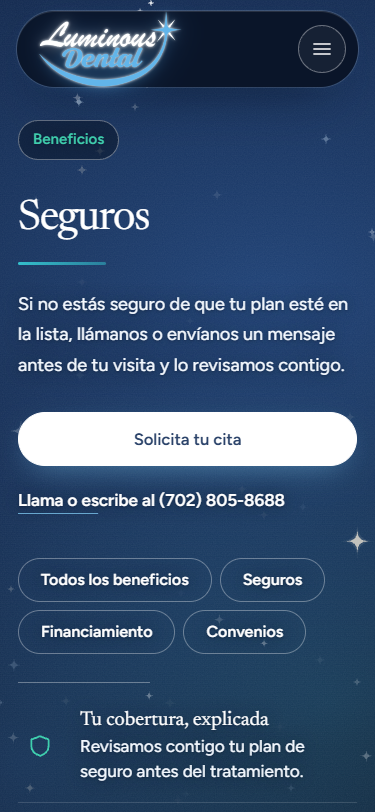 Luminous
Dental
Beneficios
Seguros
Si no estás seguro de que tu plan esté en
la lista, llámanos o envíanos un mensaje
antes de tu visita y lo revisamos contigo.
Solicita tu cita
Llama o escribe al (702) 805-8688
Todos los beneficios
Seguros
Financiamiento
Convenios
Tu cobertura, explicada
Revisamos contigo tu plan de
seguro antes del tratamiento.